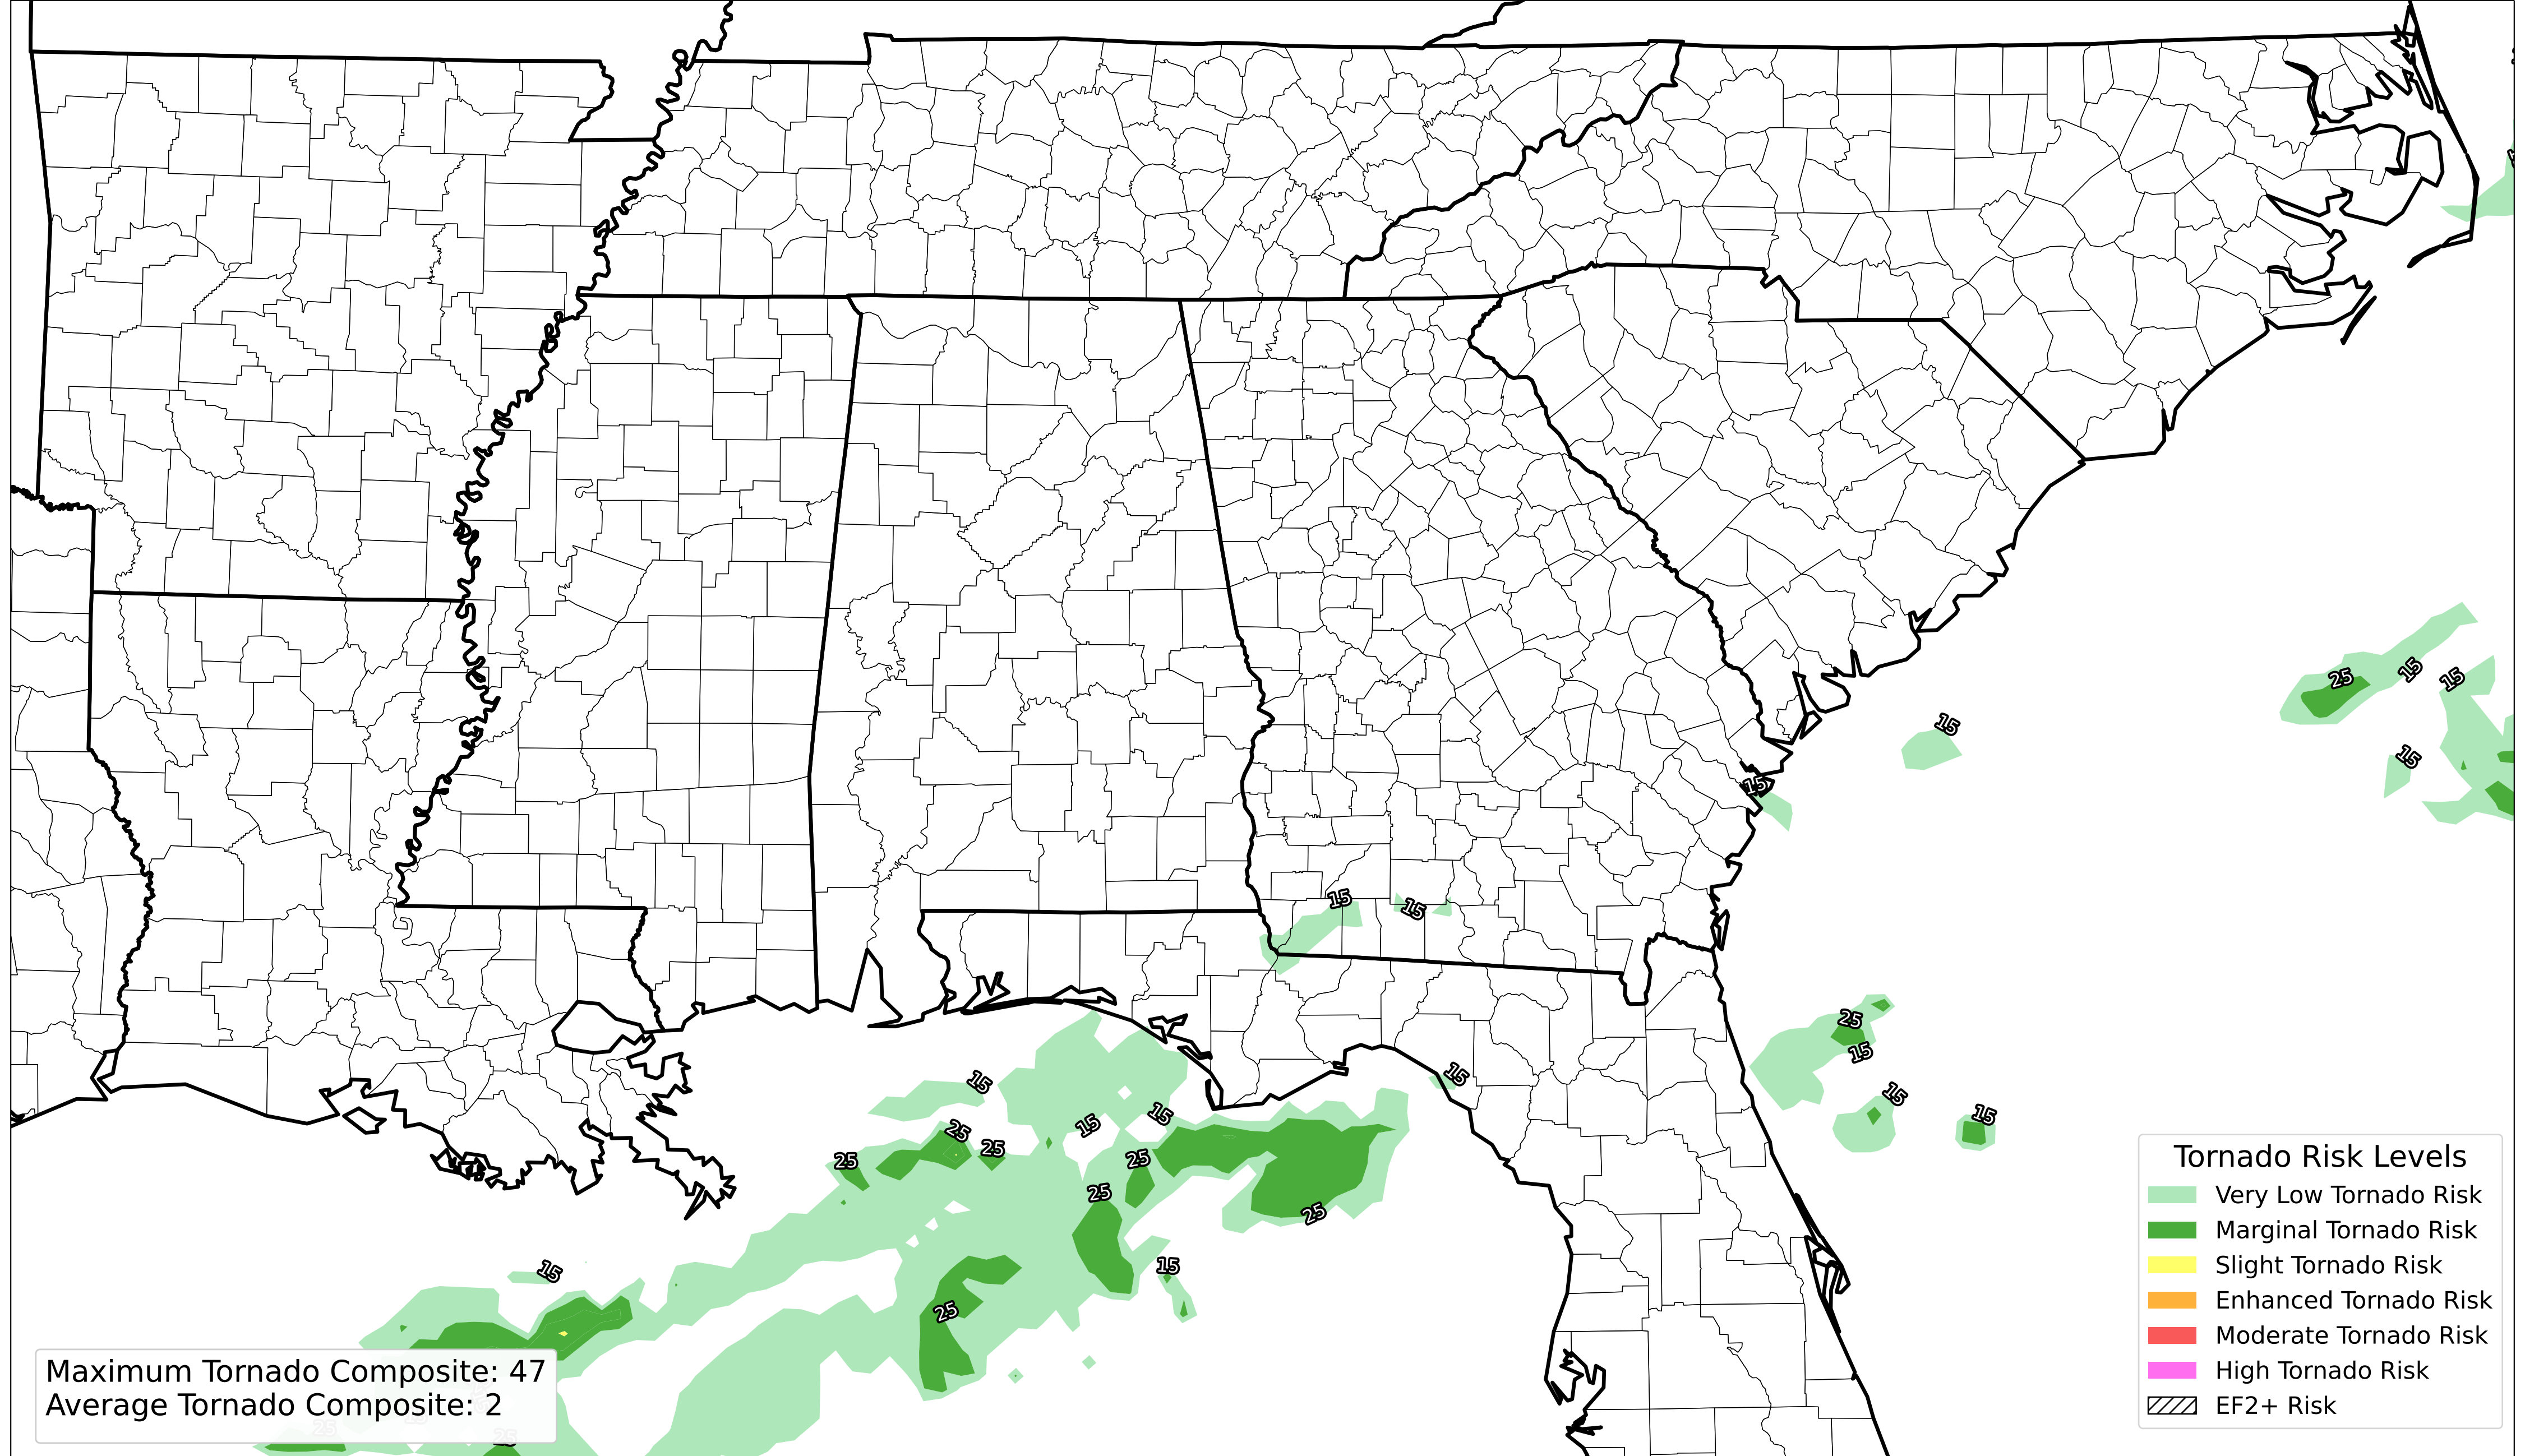 15
25
15
15
15
15
15
15
15
25
15
15
15
15
15
15
25
25
25
25
25
25
15
15
25
25
25
Tornado Risk Levels
Very Low Tornado Risk
Marginal Tornado Risk
Slight Tornado Risk
Enhanced Tornado Risk
Moderate Tornado Risk
High Tornado Risk
EF2+ Risk
Maximum Tornado Composite: 47
Average Tornado Composite: 2